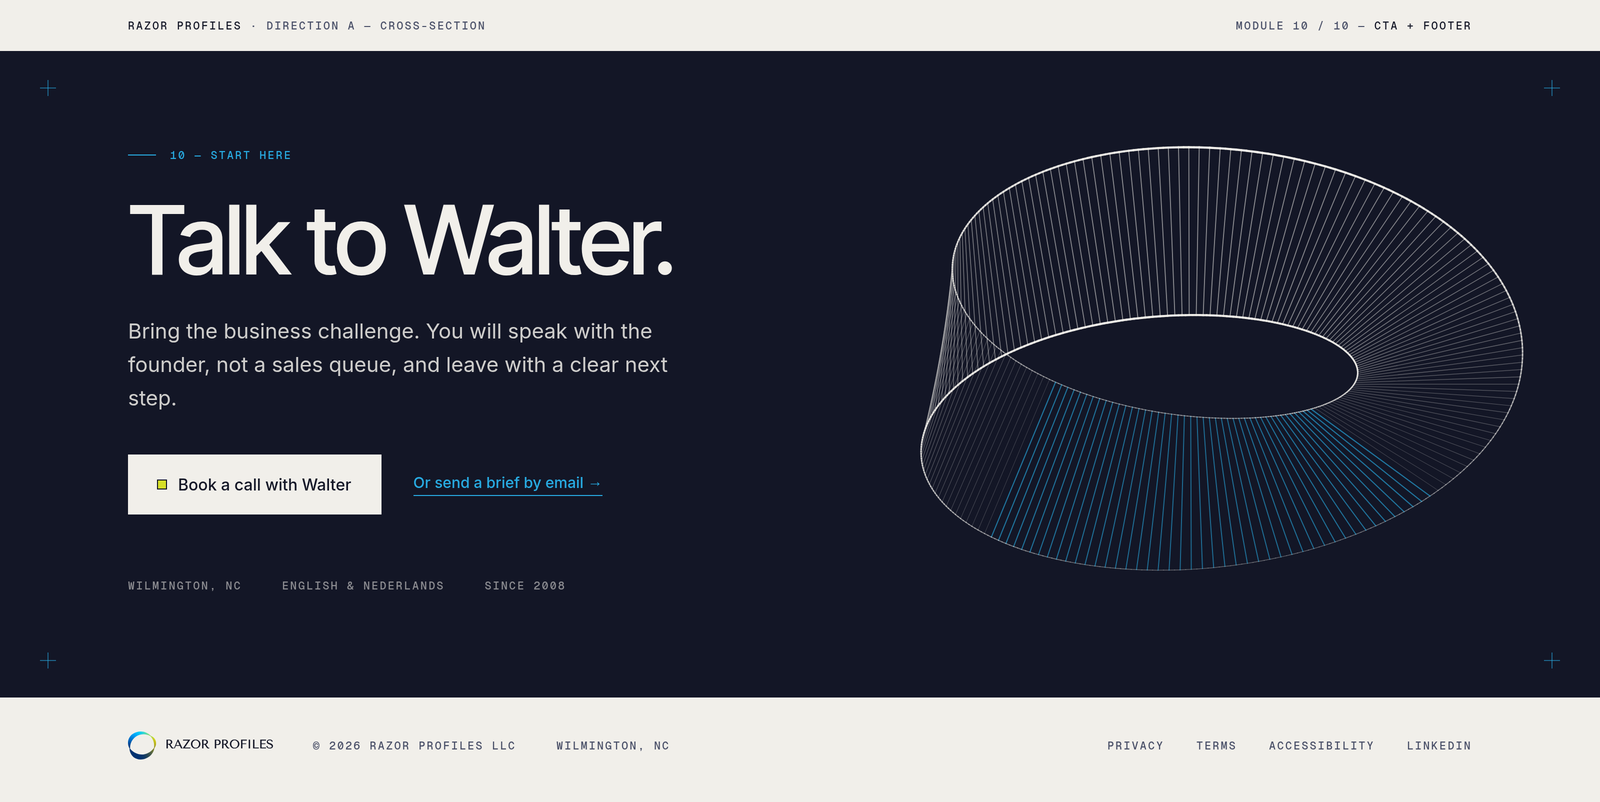 RAZOR PROFILES · DIRECTION A — CROSS-SECTION
MODULE 10 / 10 — CTA + FOOTER
10 — START HERE
Talk to Walter.
Bring the business challenge. You will speak with the
founder, not a sales queue, and leave with a clear next
step.
Book a call with Walter
Or send a brief by email →
WILMINGTON, NC
ENGLISH & NEDERLANDS
SINCE 2008
RAZOR PROFILES
© 2026 RAZOR PROFILES LLC
WILMINGTON, NC
PRIVACY
TERMS
ACCESSIBILITY
LINKEDIN